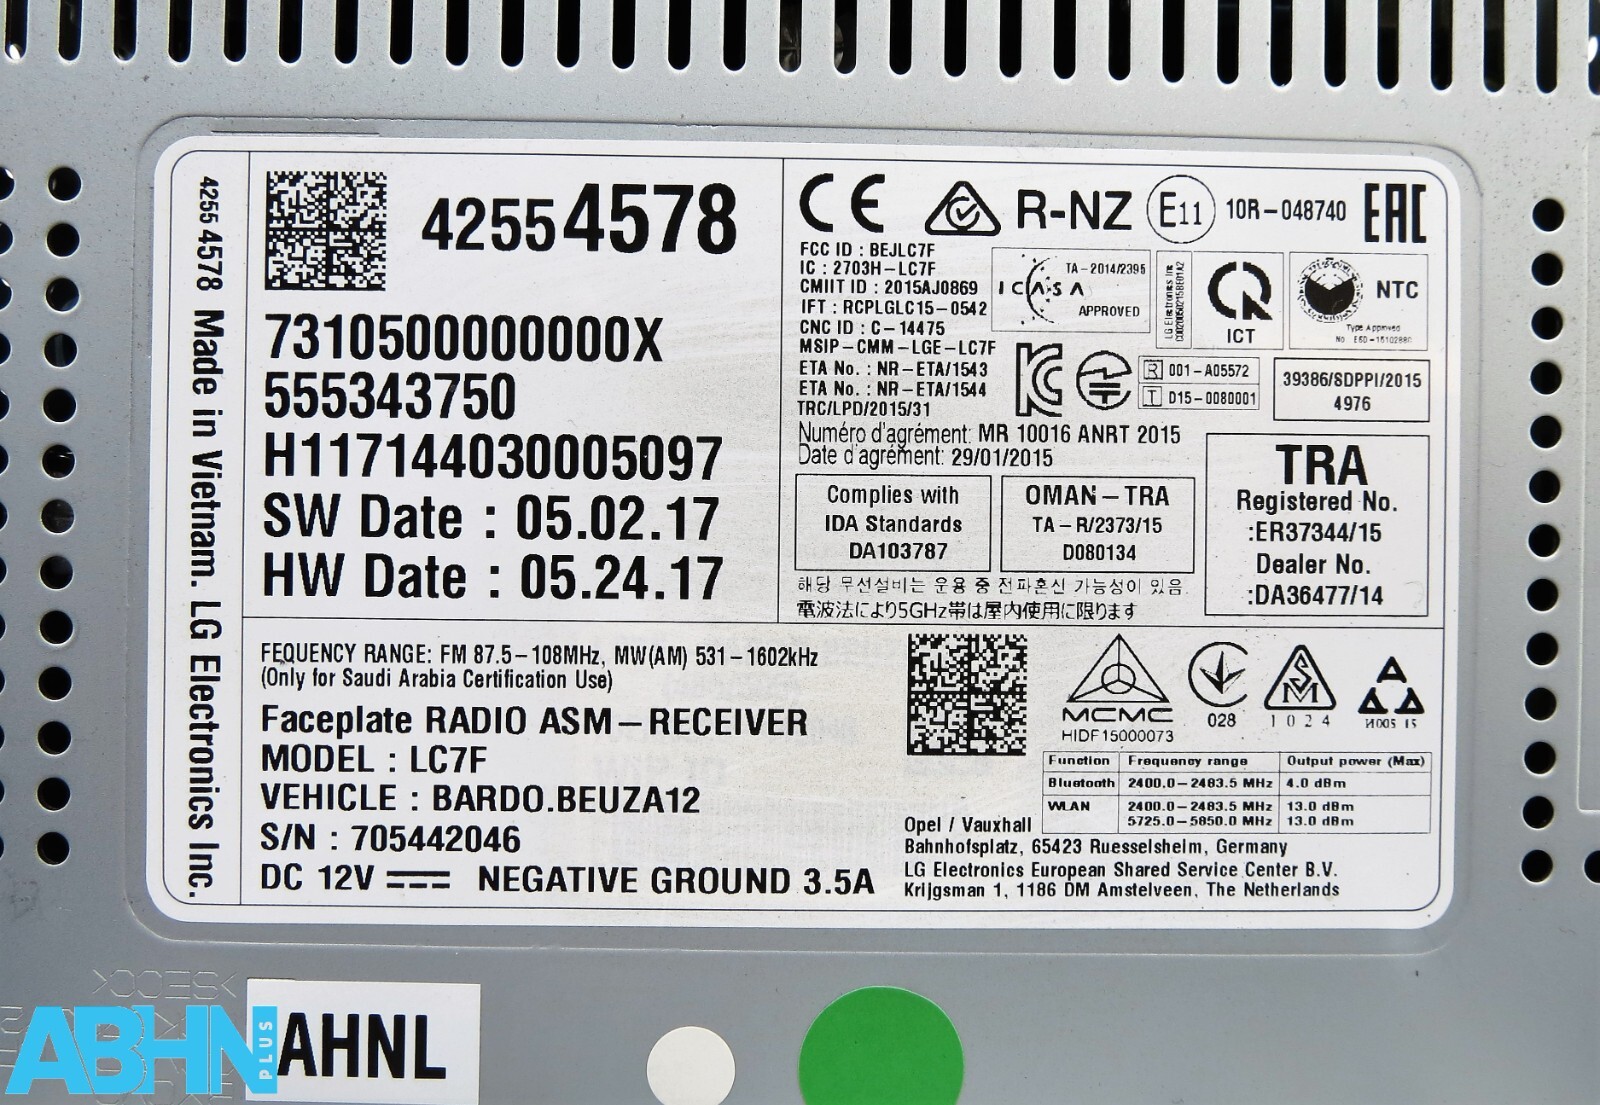 4255 4578 Made in Vietnam. LG Electronics Inc.
42554578
7310500000000X
555343750
H117144030005097
SW Date : 05.02.17
HW Date : 05.24.17
CE R-NZ E11 10R-048740 EAC
FCC ID : BEJLC7F
IC : 2703H-LC7F
CMIIT ID : 2015AJ0869
IFT : RCPLGLC15-0542
CNC ID : C-14475
MSIP-CMM-LGE-LC7F
ETA No. : NR-ETA/1543
ETA No. : NR-ETA/1544
TRC/LPD/2015/31
ICASA
TA-2014/2395
APPROVED
LG Electronics Inc
ICT
NTC
Type Approved
R 001-A05572
T D15-0080001
39386/SDPPI/2015
4976
Numéro d'agrément: MR 10016 ANRT 2015
Date d'agrément: 29/01/2015
Complies with
IDA Standards
DA103787
OMAN-TRA
TA-R/2373/15
D080134
TRA
Registered No.
:ER37344/15
Dealer No.
:DA36477/14
해당 무선설비는 운용 중 전파혼신 가능성이 있음.
電波法により5GHz帯は屋内使用に限ります
FEQUENCY RANGE: FM 87.5-108MHz, MW(AM) 531-1602kHz
(Only for Saudi Arabia Certification Use)
Faceplate RADIO ASM-RECEIVER
MODEL : LC7F
VEHICLE : BARDO.BEUZA12
S/N : 705442046
DC 12V NEGATIVE GROUND 3.5A
MCMC
HIDF15000073
028
1024
Function Frequency range Output power (Max)
Bluetooth 2400.0-2483.5 MHz 4.0 dBm
WLAN 2400.0-2483.5 MHz 13.0 dBm
5725.0-5850.0 MHz 13.0 dBm
Opel / Vauxhall
Bahnhofsplatz, 65423 Ruesselsheim, Germany
LG Electronics European Shared Service Center B.V.
Krijgsman 1, 1186 DM Amstelveen, The Netherlands
ABHN PLUS
AHNL